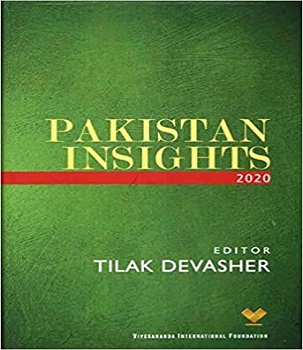 PAKISTAN
INSIGHTS
2020
EDITOR
TILAK DEVASHER
VIVEKANANDA INTERNATIONAL FOUNDATION